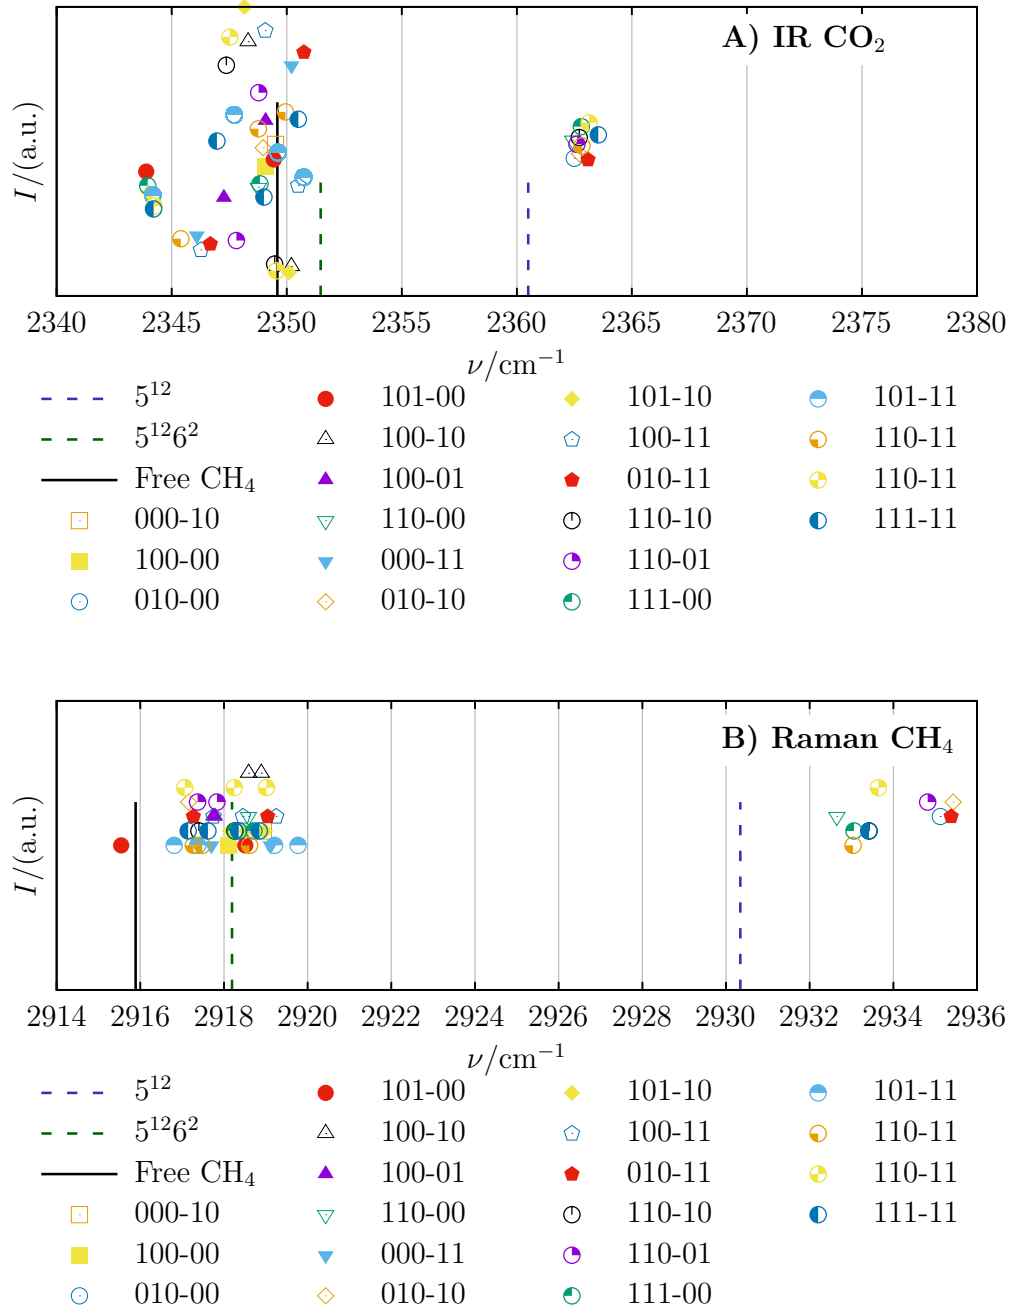 A) IR CO₂
I/(a.u.)
2340 2345 2350 2355 2360 2365 2370 2375 2380
ν/cm⁻¹
5¹² 101-00 101-10 101-11
5¹²6² 100-10 100-11 110-11
Free CH₄ 100-01 010-11 110-11
000-10 110-00 110-10 111-11
100-00 000-11 110-01
010-00 010-10 111-00
B) Raman CH₄
I/(a.u.)
2914 2916 2918 2920 2922 2924 2926 2928 2930 2932 2934 2936
ν/cm⁻¹
5¹² 101-00 101-10 101-11
5¹²6² 100-10 100-11 110-11
Free CH₄ 100-01 010-11 110-11
000-10 110-00 110-10 111-11
100-00 000-11 110-01
010-00 010-10 111-00